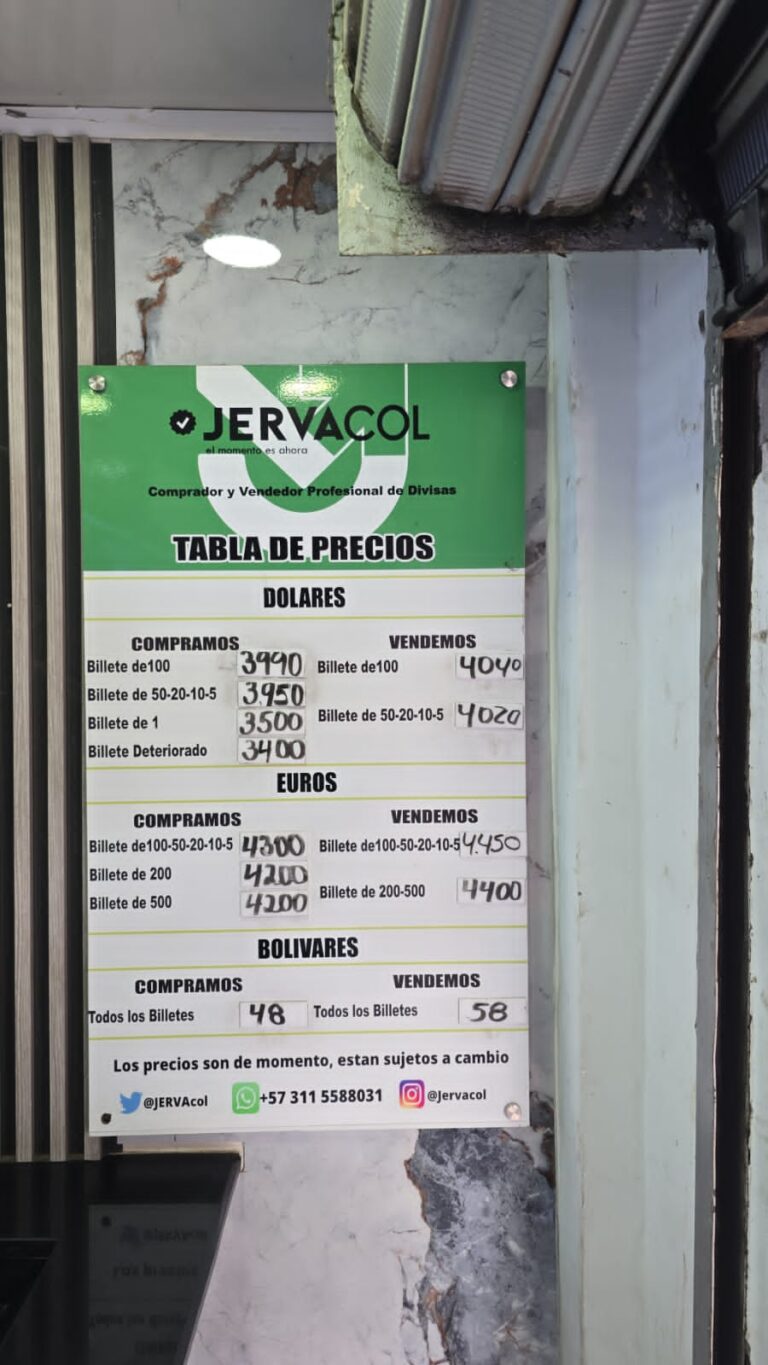 JERVACOL
el momento es ahora
Comprador y Vendedor Profesional de Divisas
TABLA DE PRECIOS
DOLARES
COMPRAMOS VENDEMOS
Billete de100 3990 Billete de100 4040
Billete de 50-20-10-5 3.950 Billete de 50-20-10-5 4020
Billete de 1 3500
Billete Deteriorado 3400
EUROS
COMPRAMOS VENDEMOS
Billete de100-50-20-10-5 4300 Billete de100-50-20-10-5 4.450
Billete de 200 4200 Billete de 200-500 4400
Billete de 500 4200
BOLIVARES
COMPRAMOS VENDEMOS
Todos los Billetes 48 Todos los Billetes 58
Los precios son de momento, estan sujetos a cambio
@JERVAcol +57 311 5588031 @Jervacol